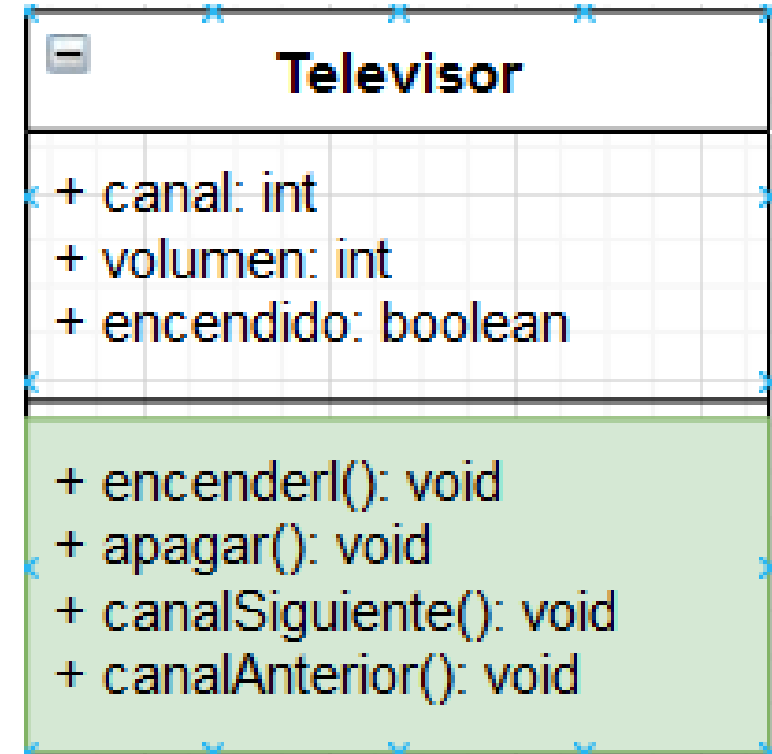 Televisor
+ canal: int
+ volumen: int
+ encendido: boolean
+ encenderl(): void
+ apagar(): void
+ canalSiguiente(): void
+ canalAnterior(): void